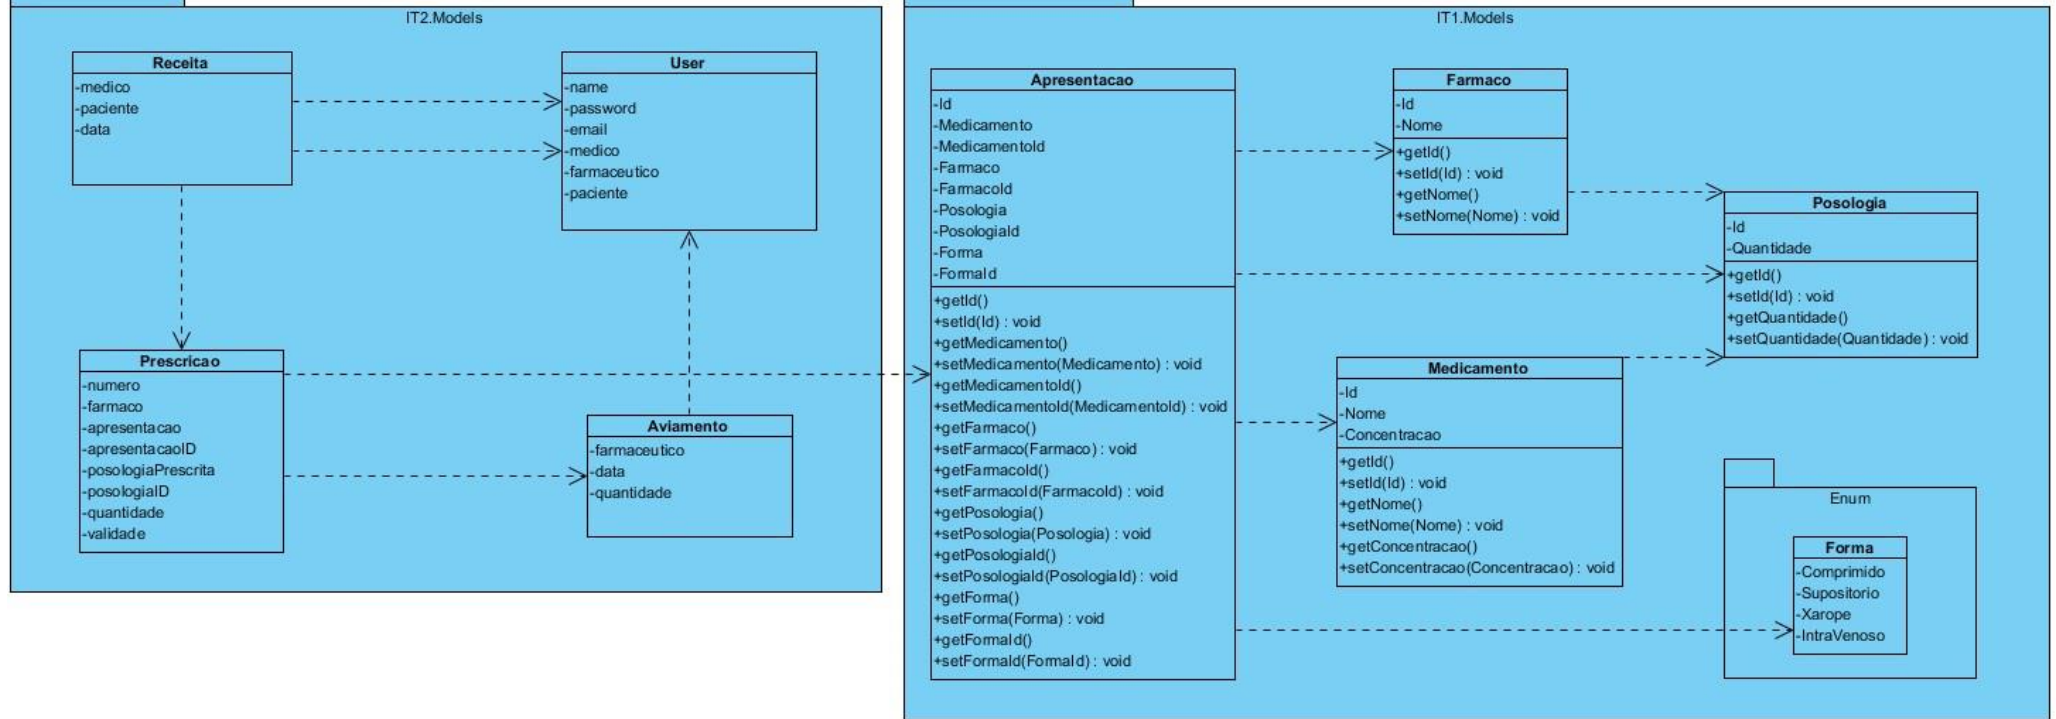 IT2.Models
Receita
-medico
-paciente
-data
User
-name
-password
-email
-medico
-farmaceutico
-paciente
Prescricao
-numero
-farmaco
-apresentacao
-apresentacaoID
-posologiaPrescrita
-posologiaID
-quantidade
-validade
Aviamento
-farmaceutico
-data
-quantidade
IT1.Models
Apresentacao
-Id
-Medicamento
-MedicamentoId
-Farmaco
-FarmacoId
-Posologia
-PosologiaId
-Forma
-FormaId
+getId()
+setId(Id) : void
+getMedicamento()
+setMedicamento(Medicamento) : void
+getMedicamentoId()
+setMedicamentoId(MedicamentoId) : void
+getFarmaco()
+setFarmaco(Farmaco) : void
+getFarmacoId()
+setFarmacoId(FarmacoId) : void
+getPosologia()
+setPosologia(Posologia) : void
+getPosologiaId()
+setPosologiaId(PosologiaId) : void
+getForma()
+setForma(Forma) : void
+getFormaId()
+setFormaId(FormaId) : void
Farmaco
-Id
-Nome
+getId()
+setId(Id) : void
+getNome()
+setNome(Nome) : void
Posologia
-Id
-Quantidade
+getId()
+setId(Id) : void
+getQuantidade()
+setQuantidade(Quantidade) : void
Medicamento
-Id
-Nome
-Concentracao
+getId()
+setId(Id) : void
+getNome()
+setNome(Nome) : void
+getConcentracao()
+setConcentracao(Concentracao) : void
Enum
Forma
-Comprimido
-Supositorio
-Xarope
-IntraVenoso